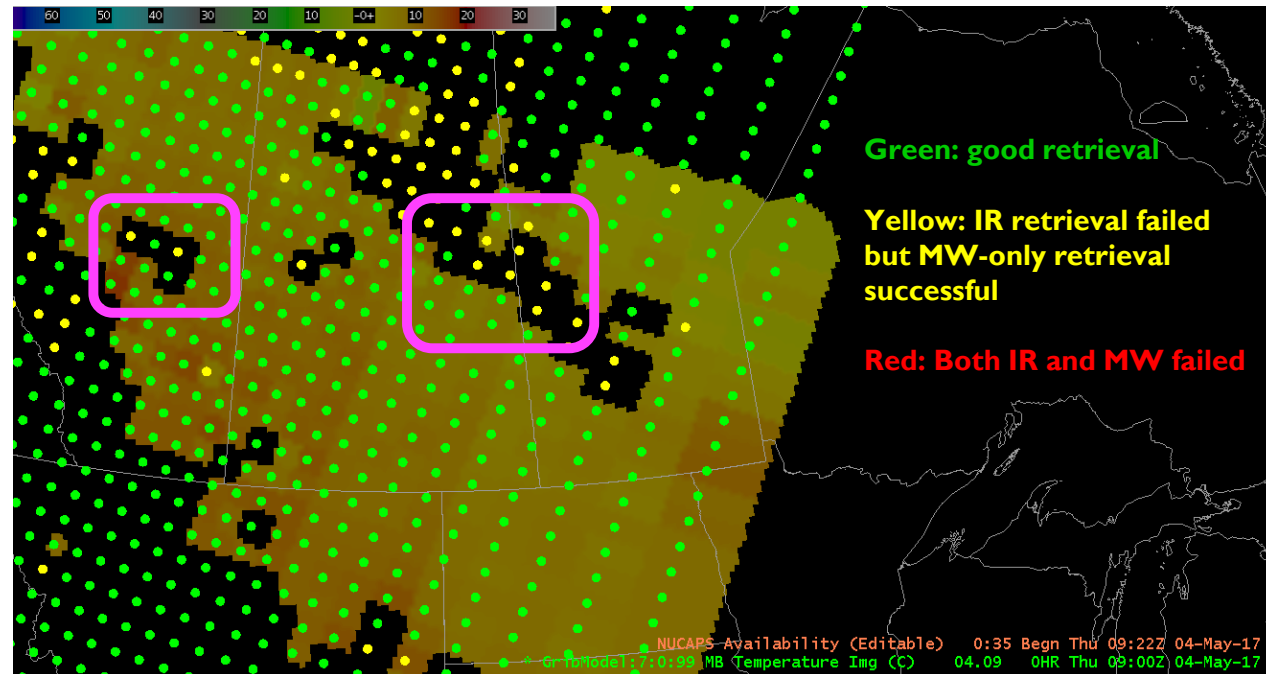 60 50 40 30 20 10 -0+ 10 20 30
Green: good retrieval
Yellow: IR retrieval failed
but MW-only retrieval
successful
Red: Both IR and MW failed
NUCAPS Availability (Editable) 0:35 Begn Thu 09:22Z 04-May-17
* GribModel:7:0:99 MB Temperature Img (C) 04.09 0HR Thu 09:00Z 04-May-17